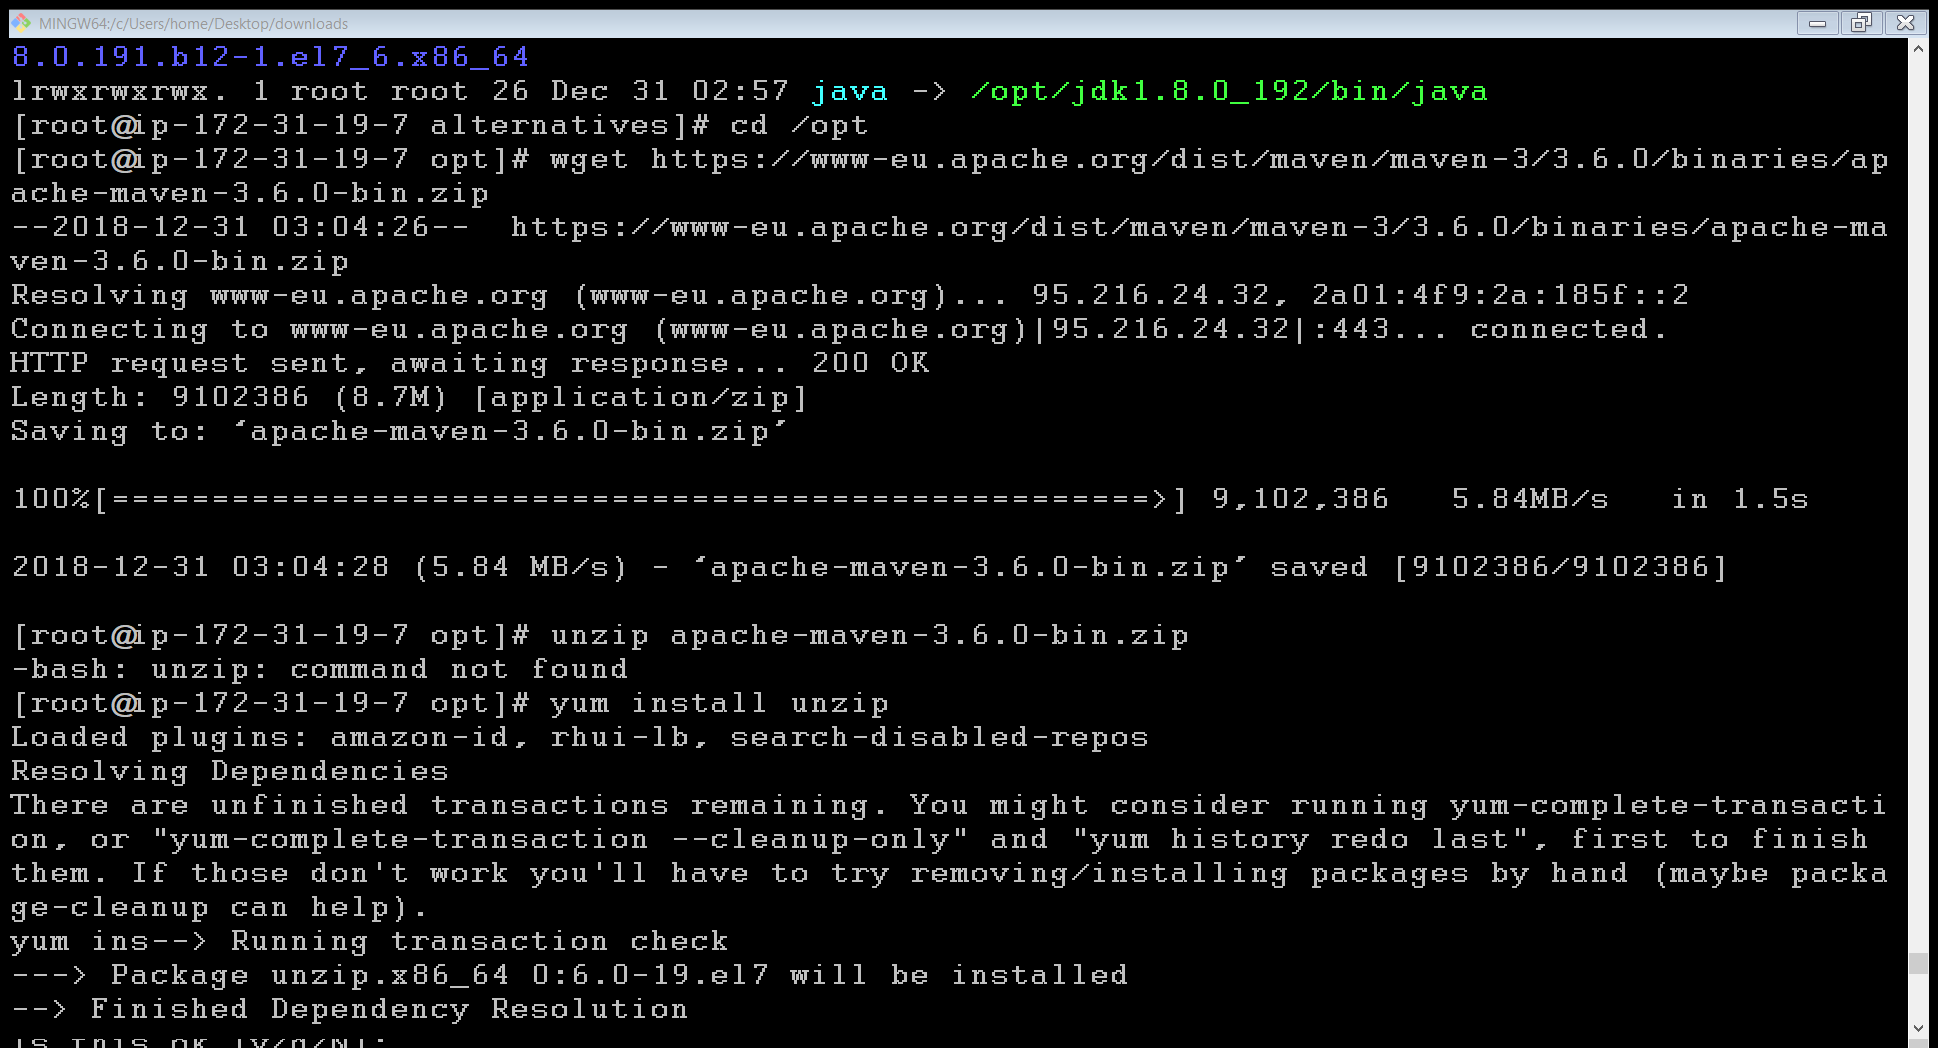 MINGW64:/c/Users/home/Desktop/downloads
8.0.191.b12-1.el7_6.x86_64
lrwxrwxrwx. 1 root root 26 Dec 31 02:57 java -> /opt/jdk1.8.0_192/bin/java
[root@ip-172-31-19-7 alternatives]# cd /opt
[root@ip-172-31-19-7 opt]# wget https://www-eu.apache.org/dist/maven/maven-3/3.6.0/binaries/ap
ache-maven-3.6.0-bin.zip
--2018-12-31 03:04:26--  https://www-eu.apache.org/dist/maven/maven-3/3.6.0/binaries/apache-ma
ven-3.6.0-bin.zip
Resolving www-eu.apache.org (www-eu.apache.org)... 95.216.24.32, 2a01:4f9:2a:185f::2
Connecting to www-eu.apache.org (www-eu.apache.org)|95.216.24.32|:443... connected.
HTTP request sent, awaiting response... 200 OK
Length: 9102386 (8.7M) [application/zip]
Saving to: ‘apache-maven-3.6.0-bin.zip’
100%[====================================================>] 9,102,386   5.84MB/s   in 1.5s
2018-12-31 03:04:28 (5.84 MB/s) - ‘apache-maven-3.6.0-bin.zip’ saved [9102386/9102386]
[root@ip-172-31-19-7 opt]# unzip apache-maven-3.6.0-bin.zip
-bash: unzip: command not found
[root@ip-172-31-19-7 opt]# yum install unzip
Loaded plugins: amazon-id, rhui-lb, search-disabled-repos
Resolving Dependencies
There are unfinished transactions remaining. You might consider running yum-complete-transacti
on, or "yum-complete-transaction --cleanup-only" and "yum history redo last", first to finish
them. If those don't work you'll have to try removing/installing packages by hand (maybe packa
ge-cleanup can help).
yum ins--> Running transaction check
---> Package unzip.x86_64 0:6.0-19.el7 will be installed
--> Finished Dependency Resolution
Is this ok [y/d/N]: